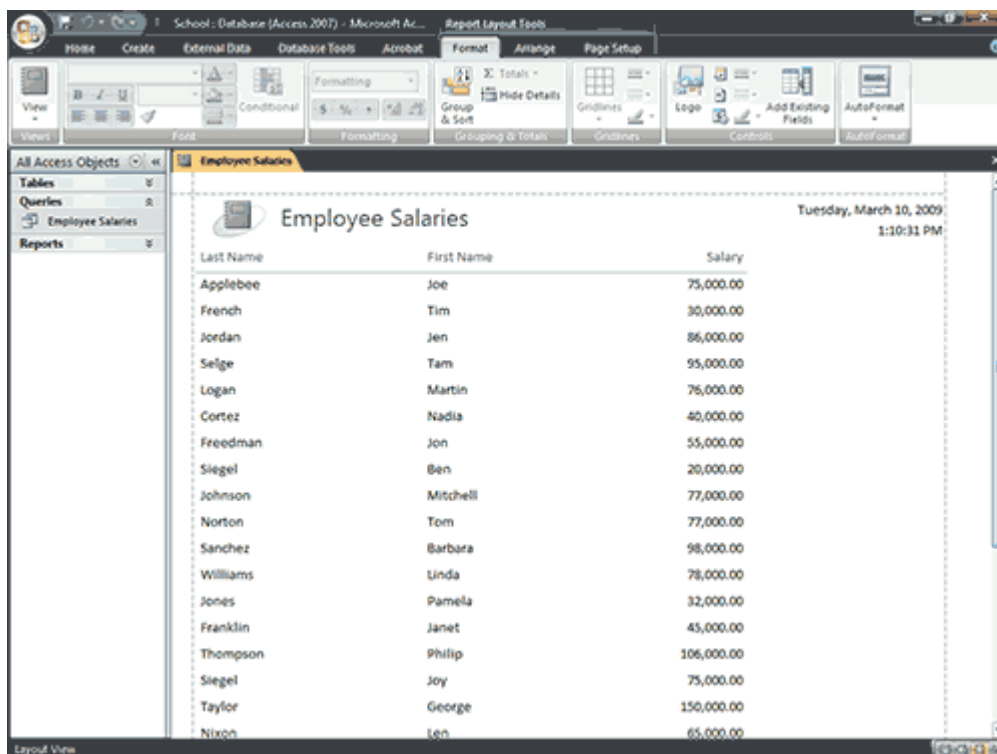 School : Database (Access 2007) - Microsoft Ac... Report Layout Tools
Home Create External Data Database Tools Acrobat Format Arrange Page Setup
Formatting Σ Totals
B I U Conditional $ % , Hide Details
View Group & Sort Gridlines Logo Add Existing Fields AutoFormat
Views Font Formatting Grouping & Totals Gridlines Controls AutoFormat
All Access Objects « Employee Salaries
Tables
Queries
Employee Salaries
Reports
Employee Salaries Tuesday, March 10, 2009
1:10:31 PM
Last Name First Name Salary
Applebee Joe 75,000.00
French Tim 30,000.00
Jordan Jen 86,000.00
Selge Tam 95,000.00
Logan Martin 76,000.00
Cortez Nadia 40,000.00
Freedman Jon 55,000.00
Siegel Ben 20,000.00
Johnson Mitchell 77,000.00
Norton Tom 77,000.00
Sanchez Barbara 98,000.00
Williams Linda 78,000.00
Jones Pamela 32,000.00
Franklin Janet 45,000.00
Thompson Philip 106,000.00
Siegel Joy 75,000.00
Taylor George 150,000.00
Nixon Len 65,000.00
Layout View